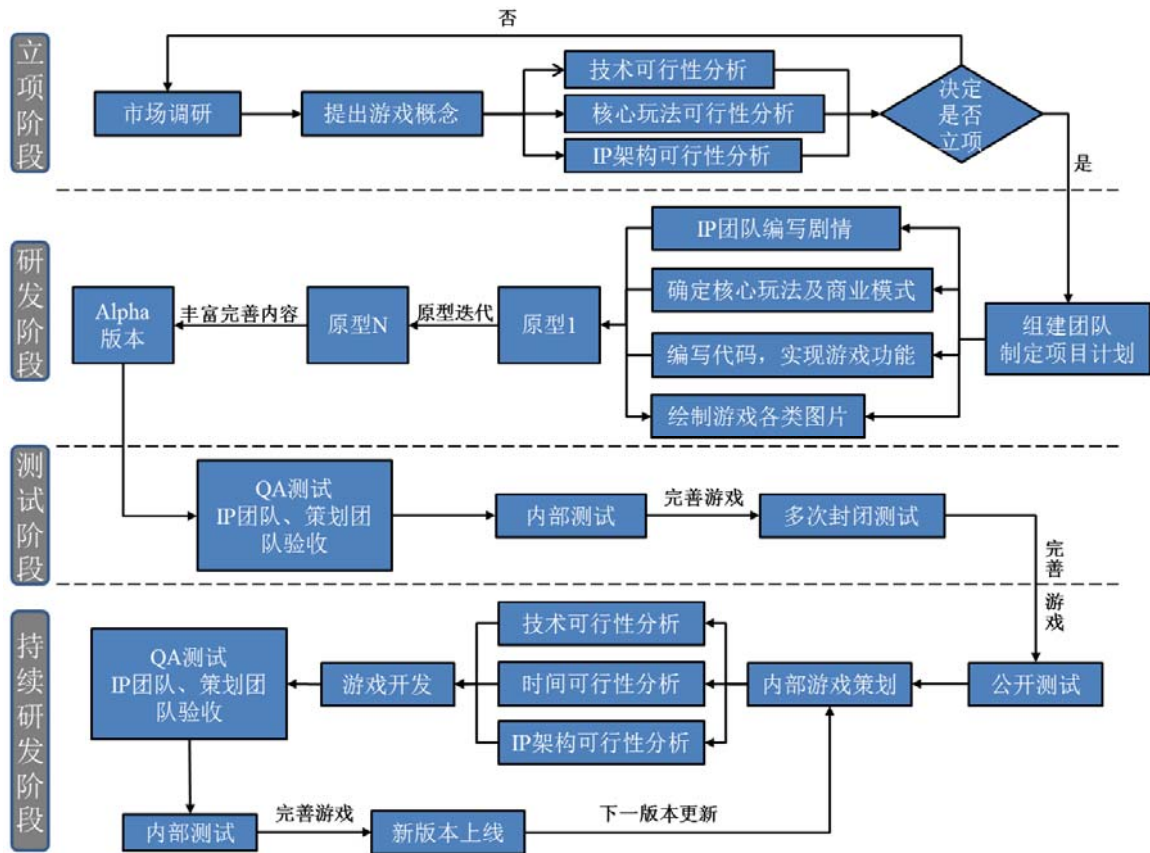 否
立项阶段
市场调研
提出游戏概念
技术可行性分析
核心玩法可行性分析
IP架构可行性分析
决定
是否
立项
是
研发阶段
Alpha
版本
丰富完善内容
原型N
原型迭代
原型1
IP团队编写剧情
确定核心玩法及商业模式
编写代码，实现游戏功能
绘制游戏各类图片
组建团队
制定项目计划
测试阶段
QA测试
IP团队、策划团
队验收
内部测试
完善游戏
多次封闭测试
完善
游戏
持续研发阶段
QA测试
IP团队、策划团
队验收
游戏开发
技术可行性分析
时间可行性分析
IP架构可行性分析
内部游戏策划
公开测试
内部测试
完善游戏
新版本上线
下一版本更新